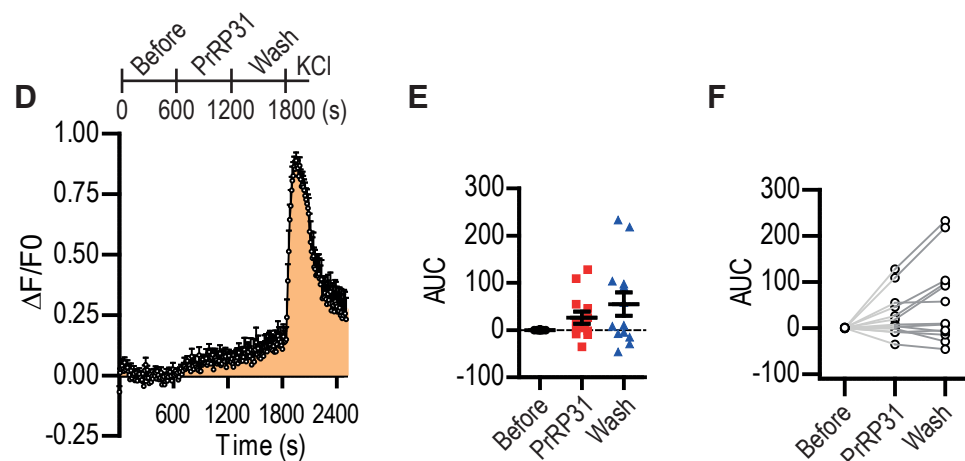 Before PrRP31 Wash KCl
0 600 1200 1800 (s)
D
1.00
0.75
0.50
0.25
0.00
-0.25
ΔF/F0
600 1200 1800 2400
Time (s)
E
300
200
100
0
-100
AUC
Before PrRP31 Wash
F
300
200
100
0
-100
AUC
Before PrRP31 Wash